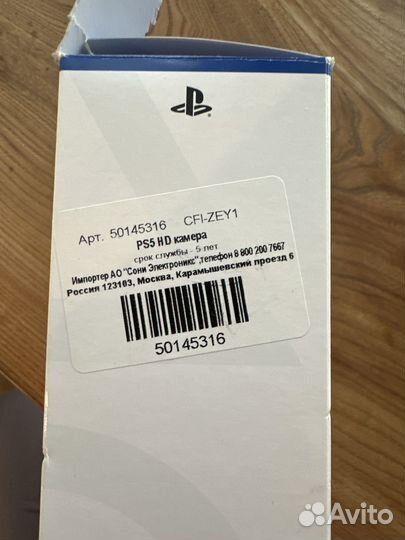 Арт. 50145316 CFI-ZEY1
PS5 HD камера
срок службы - 5 лет
Импортер АО "Сони Электроникс",телефон 8 800 200 7667
Россия 123103, Москва, Карамышевский проезд 6
50145316
Avito